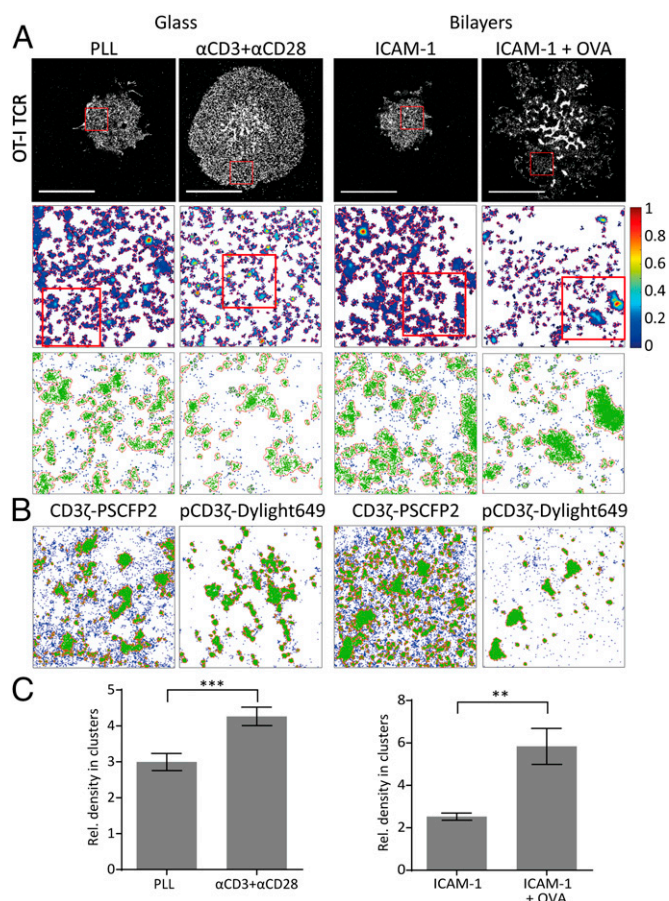 Glass Bilayers
A PLL αCD3+αCD28 ICAM-1 ICAM-1 + OVA
OT-I TCR
1
0.8
0.6
0.4
0.2
0
B CD3ζ-PSCFP2 pCD3ζ-Dylight649 CD3ζ-PSCFP2 pCD3ζ-Dylight649
C
Rel. density in clusters
5
4
3
2
1
0
***
PLL αCD3+αCD28
Rel. density in clusters
8
6
4
2
0
**
ICAM-1 ICAM-1
+ OVA